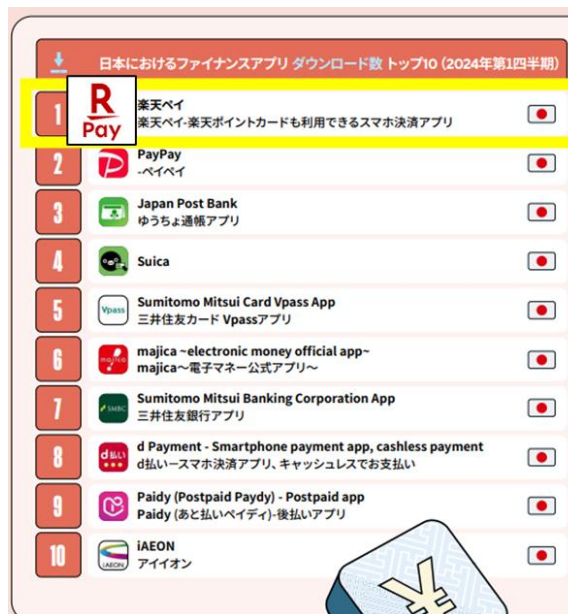 日本におけるファイナンスアプリ ダウンロード数 トップ10（2024年第1四半期）
1
R
Pay
楽天ペイ
楽天ペイ-楽天ポイントカードも利用できるスマホ決済アプリ
2
PayPay
-ペイペイ
3
Japan Post Bank
ゆうちょ通帳アプリ
4
Suica
5
Vpass
Sumitomo Mitsui Card Vpass App
三井住友カード Vpassアプリ
6
majica
majica ~electronic money official app~
majica～電子マネー公式アプリ～
7
SMBC
Sumitomo Mitsui Banking Corporation App
三井住友銀行アプリ
8
d払い
d Payment - Smartphone payment app, cashless payment
d払いースマホ決済アプリ、キャッシュレスでお支払い
9
Paidy (Postpaid Paydy) - Postpaid app
Paidy (あと払いペイディ)-後払いアプリ
10
iAEON
iAEON
アイイオン
¥